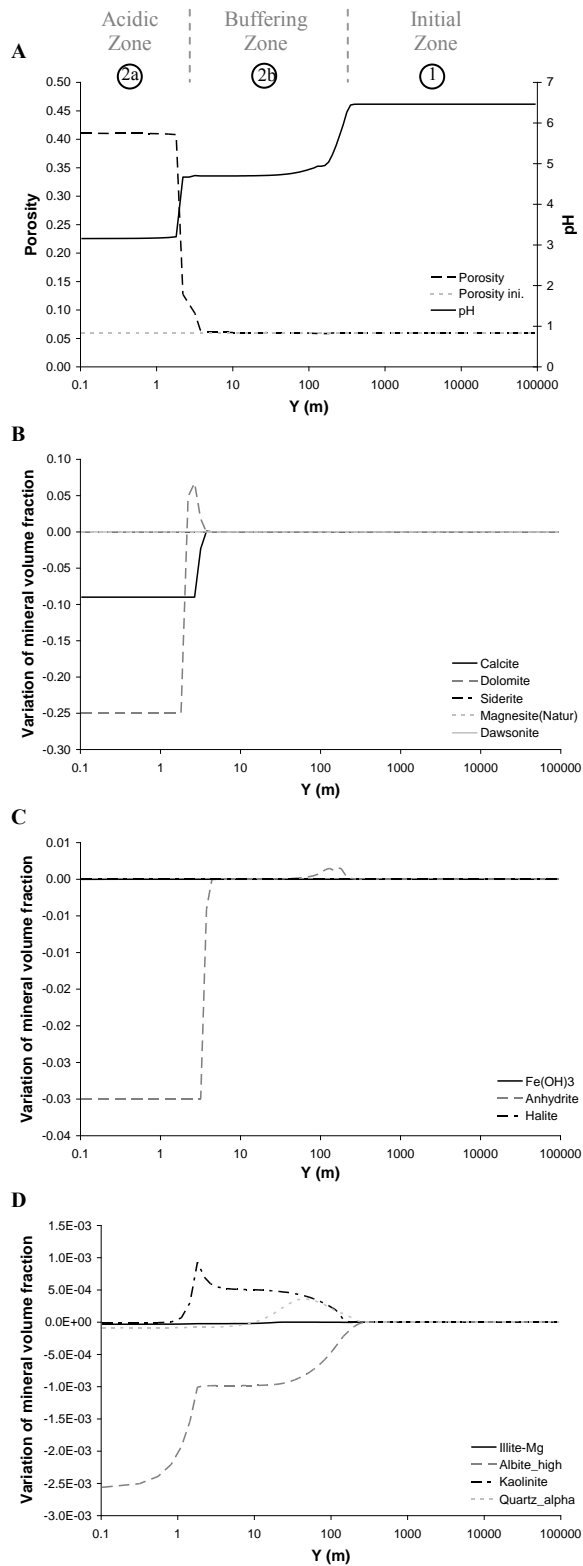 Acidic Zone
Buffering Zone
Initial Zone
A
2a
2b
1
0.50
0.45
0.40
0.35
0.30
0.25
0.20
0.15
0.10
0.05
0.00
Porosity
7
6
5
4
3
2
1
0
pH
Porosity
Porosity ini.
pH
0.1
1
10
100
1000
10000
100000
Y (m)
B
0.10
0.05
0.00
-0.05
-0.10
-0.15
-0.20
-0.25
-0.30
Variation of mineral volume fraction
Calcite
Dolomite
Siderite
Magnesite(Natur)
Dawsonite
0.1
1
10
100
1000
10000
100000
Y (m)
C
0.01
0.00
-0.01
-0.01
-0.02
-0.02
-0.03
-0.03
-0.04
Variation of mineral volume fraction
Fe(OH)3
Anhydrite
Halite
0.1
1
10
100
1000
10000
100000
Y (m)
D
1.5E-03
1.0E-03
5.0E-04
0.0E+00
-5.0E-04
-1.0E-03
-1.5E-03
-2.0E-03
-2.5E-03
-3.0E-03
Variation of mineral volume fraction
Illite-Mg
Albite_high
Kaolinite
Quartz_alpha
0.1
1
10
100
1000
10000
100000
Y (m)